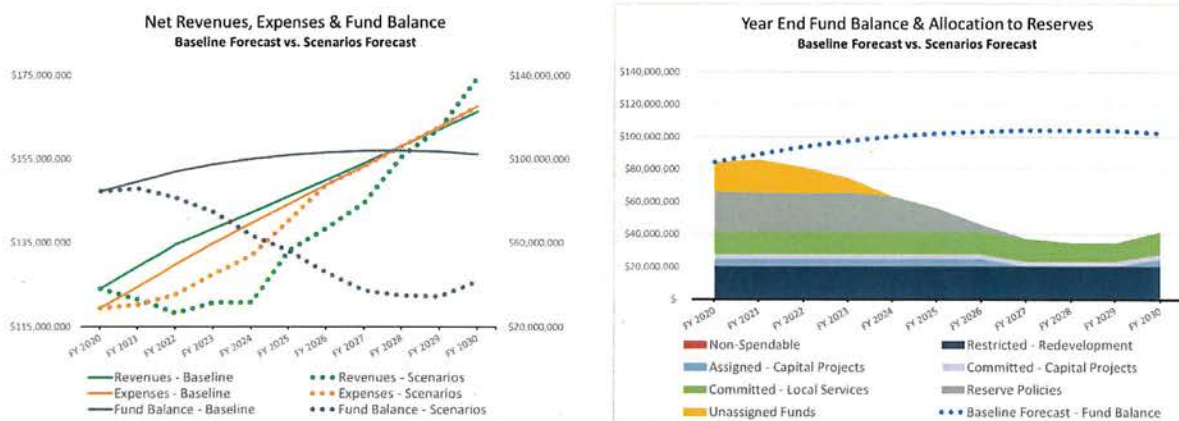 Net Revenues, Expenses & Fund Balance
Baseline Forecast vs. Scenarios Forecast
$175,000,000
$155,000,000
$135,000,000
$115,000,000
$140,000,000
$100,000,000
$60,000,000
$20,000,000
FY 2020
FY 2021
FY 2022
FY 2023
FY 2024
FY 2025
FY 2026
FY 2027
FY 2028
FY 2029
FY 2030
Revenues - Baseline
Revenues - Scenarios
Expenses - Baseline
Expenses - Scenarios
Fund Balance - Baseline
Fund Balance - Scenarios
Year End Fund Balance & Allocation to Reserves
Baseline Forecast vs. Scenarios Forecast
$140,000,000
$120,000,000
$100,000,000
$80,000,000
$60,000,000
$40,000,000
$20,000,000
$
FY 2020
FY 2021
FY 2022
FY 2023
FY 2024
FY 2025
FY 2026
FY 2027
FY 2028
FY 2029
FY 2030
Non-Spendable
Restricted - Redevelopment
Assigned - Capital Projects
Committed - Capital Projects
Committed - Local Services
Reserve Policies
Unassigned Funds
Baseline Forecast - Fund Balance